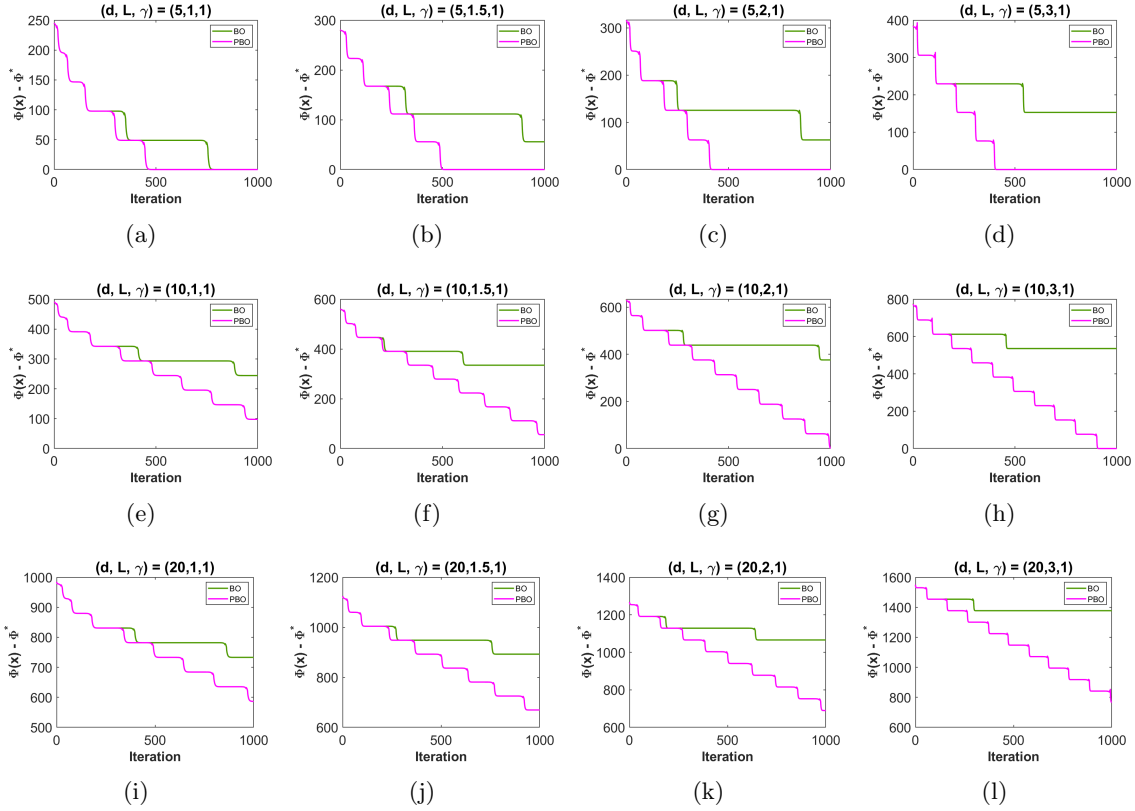 (d, L, γ) = (5,1,1)
Φ(x) - Φ*
250
200
150
100
50
0
0 500 1000
Iteration
BO
PBO
(a)
(d, L, γ) = (5,1.5,1)
Φ(x) - Φ*
300
200
100
0
0 500 1000
Iteration
BO
PBO
(b)
(d, L, γ) = (5,2,1)
Φ(x) - Φ*
300
200
100
0
0 500 1000
Iteration
BO
PBO
(c)
(d, L, γ) = (5,3,1)
Φ(x) - Φ*
400
300
200
100
0
0 500 1000
Iteration
BO
PBO
(d)
(d, L, γ) = (10,1,1)
Φ(x) - Φ*
500
400
300
200
100
0
0 500 1000
Iteration
BO
PBO
(e)
(d, L, γ) = (10,1.5,1)
Φ(x) - Φ*
600
400
200
0
0 500 1000
Iteration
BO
PBO
(f)
(d, L, γ) = (10,2,1)
Φ(x) - Φ*
600
400
200
0
0 500 1000
Iteration
BO
PBO
(g)
(d, L, γ) = (10,3,1)
Φ(x) - Φ*
800
600
400
200
0
0 500 1000
Iteration
BO
PBO
(h)
(d, L, γ) = (20,1,1)
Φ(x) - Φ*
1000
900
800
700
600
500
0 500 1000
Iteration
BO
PBO
(i)
(d, L, γ) = (20,1.5,1)
Φ(x) - Φ*
1200
1000
800
600
0 500 1000
Iteration
BO
PBO
(j)
(d, L, γ) = (20,2,1)
Φ(x) - Φ*
1400
1200
1000
800
600
0 500 1000
Iteration
BO
PBO
(k)
(d, L, γ) = (20,3,1)
Φ(x) - Φ*
1600
1400
1200
1000
800
600
0 500 1000
Iteration
BO
PBO
(l)